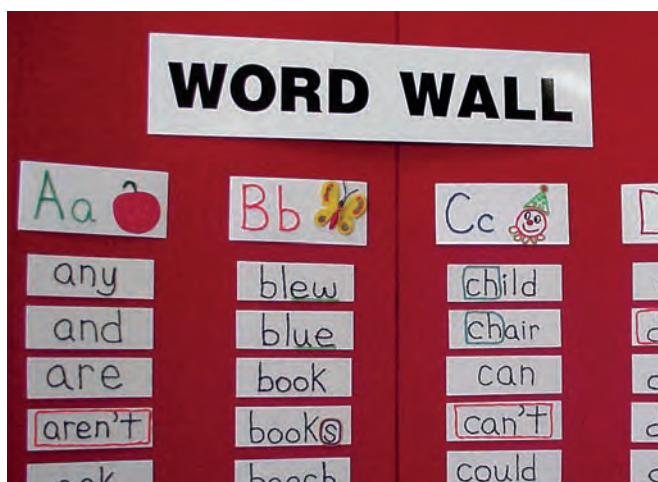 WORD WALL
Aa
any
and
are
aren't
Bb
blew
blue
book
books
Cc
child
chair
can
can't
could